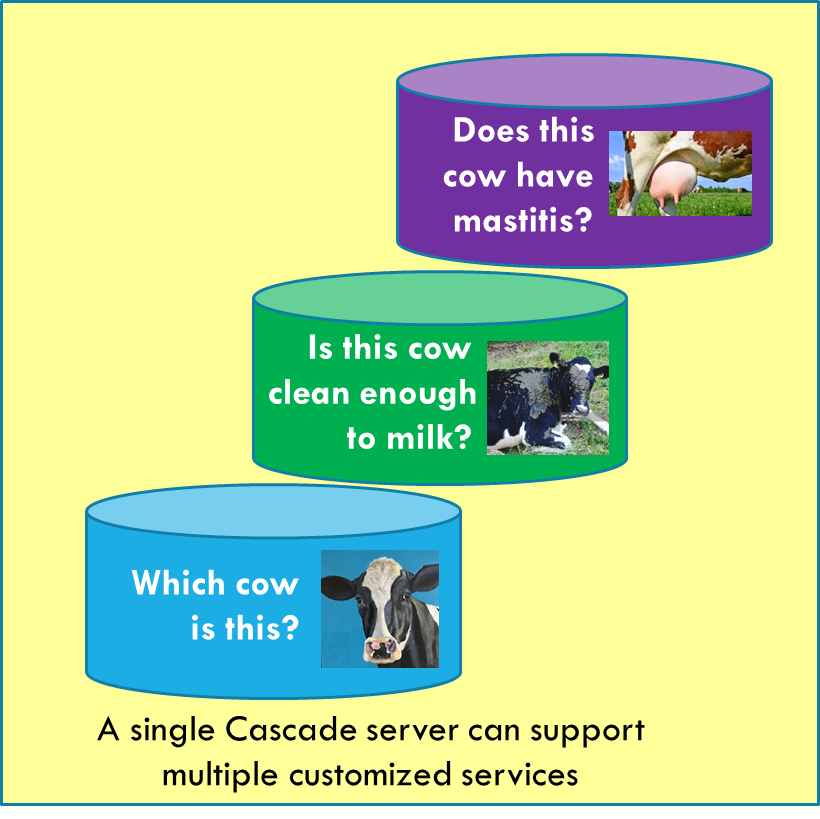 Does this
cow have
mastitis?
Is this cow
clean enough
to milk?
Which cow
is this?
A single Cascade server can support
multiple customized services